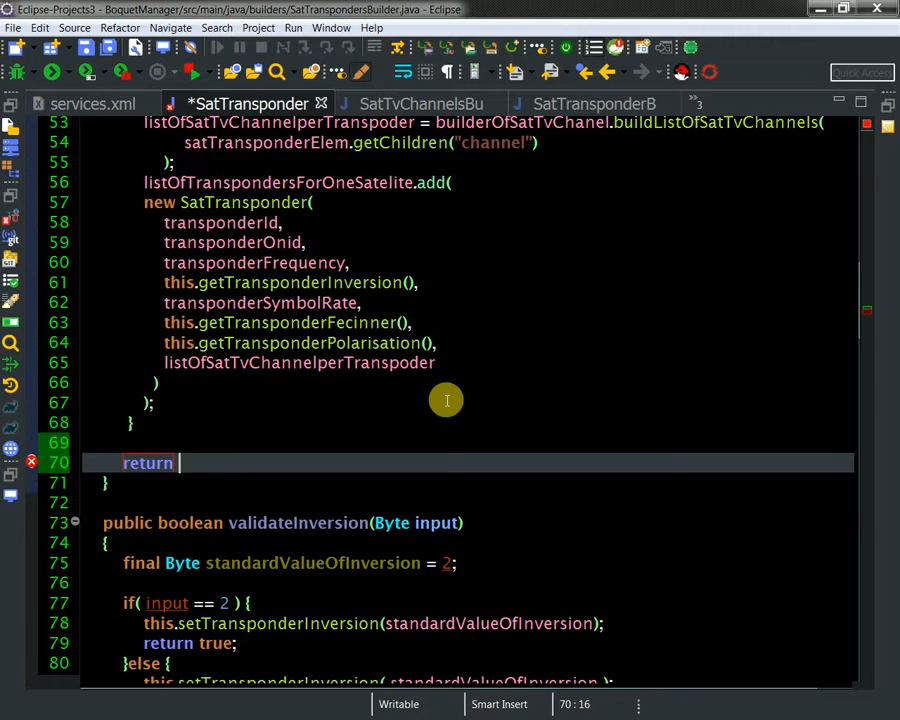 Eclipse-Projects3 - BoquetManager/src/main/java/builders/SatTranspondersBuilder.java - Eclipse
File Edit Source Refactor Navigate Search Project Run Window Help
Quick Access
services.xml *SatTransponder SatTvChannelsBu SatTransponderB »3
53 listOfSatTvChannelperTranspoder = builderOfSatTvChanel.buildListOfSatTvChannels(
54 satTransponderElem.getChildren("channel")
55 );
56 listOfTranspondersForOneSatelite.add(
57 new SatTransponder(
58 transponderId,
59 transponderOnid,
60 transponderFrequency,
61 this.getTransponderInversion(),
62 transponderSymbolRate,
63 this.getTransponderFecinner(),
64 this.getTransponderPolarisation(),
65 listOfSatTvChannelperTranspoder
66 )
67 );
68 }
69
70 return
71 }
72
73 public boolean validateInversion(Byte input)
74 {
75 final Byte standardValueOfInversion = 2;
76
77 if( input == 2 ) {
78 this.setTransponderInversion(standardValueOfInversion);
79 return true;
80 }else {
this.setTransponderInversion( standardValueOfInversion );
Writable Smart Insert 70 : 16